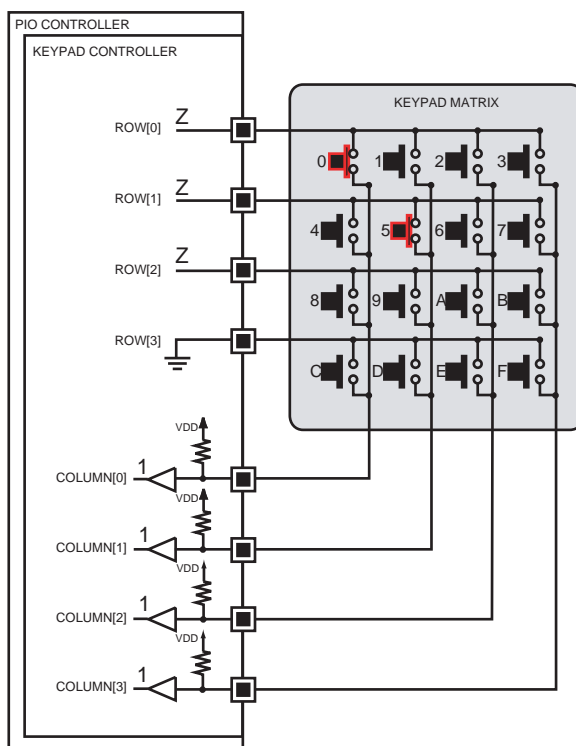 PIO CONTROLLER
KEYPAD CONTROLLER
KEYPAD MATRIX
ROW[0] Z
0 1 2 3
ROW[1] Z
4 5 6 7
ROW[2] Z
8 9 A B
ROW[3]
C D E F
VDD
COLUMN[0] 1
VDD
COLUMN[1] 1
VDD
COLUMN[2] 1
VDD
COLUMN[3] 1